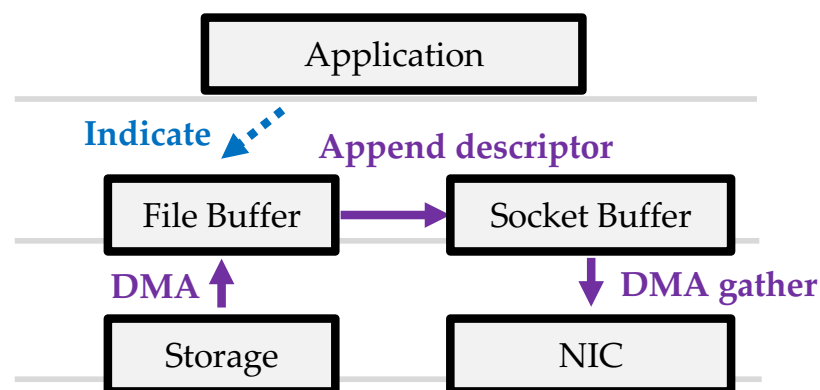 Application
Indicate
Append descriptor
File Buffer
Socket Buffer
DMA
DMA gather
Storage
NIC